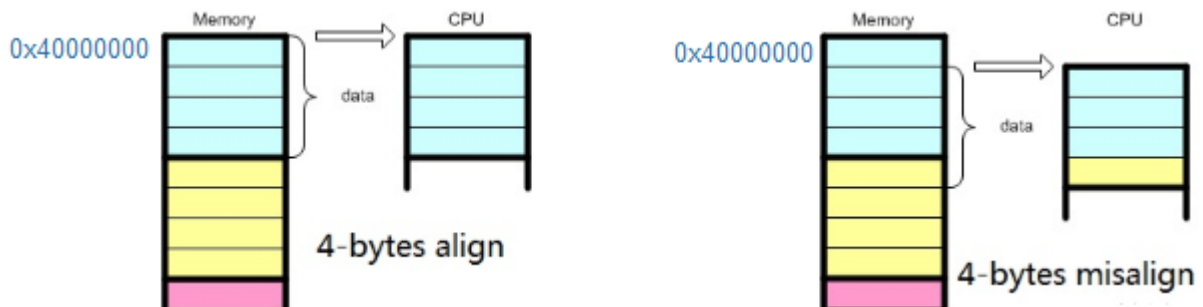 Memory
CPU
0x40000000
data
4-bytes align
Memory
CPU
0x40000000
data
4-bytes misalign